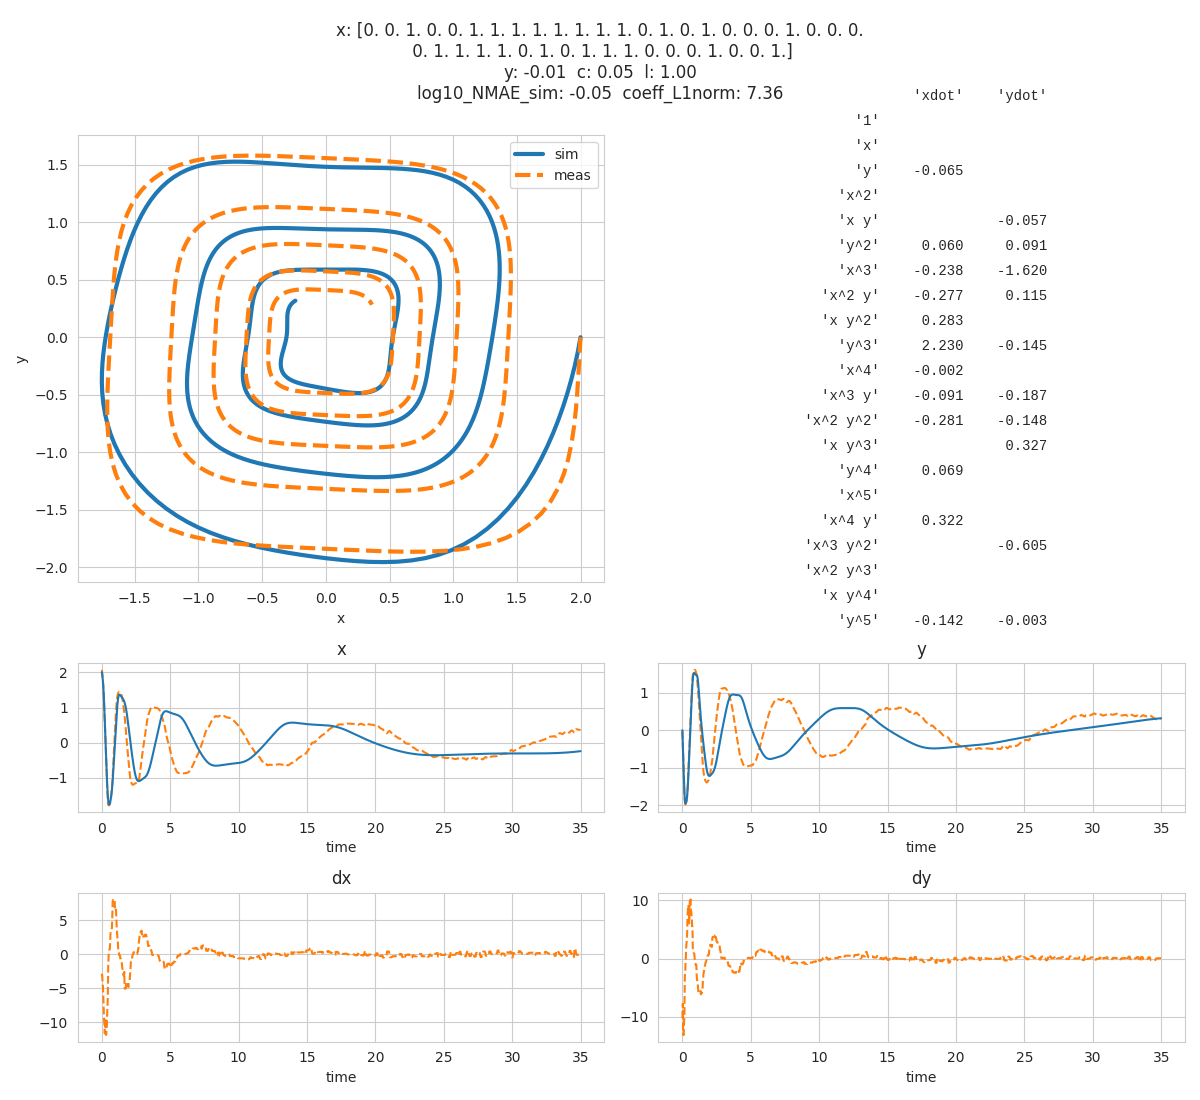 x: [0. 0. 1. 0. 0. 1. 1. 1. 1. 1. 1. 1. 1. 0. 1. 0. 1. 0. 0. 0. 1. 0. 0. 0.
0. 1. 1. 1. 1. 0. 1. 0. 1. 1. 1. 0. 0. 0. 1. 0. 0. 1.]
y: -0.01  c: 0.05  l: 1.00
log10_NMAE_sim: -0.05  coeff_L1norm: 7.36
'xdot' 'ydot'
'1'
'x'
'y' -0.065
'x^2'
'x y' -0.057
'y^2' 0.060 0.091
'x^3' -0.238 -1.620
'x^2 y' -0.277 0.115
'x y^2' 0.283
'y^3' 2.230 -0.145
'x^4' -0.002
'x^3 y' -0.091 -0.187
'x^2 y^2' -0.281 -0.148
'x y^3' 0.327
'y^4' 0.069
'x^5'
'x^4 y' 0.322
'x^3 y^2' -0.605
'x^2 y^3'
'x y^4'
'y^5' -0.142 -0.003
sim
meas
1.5
1.0
0.5
0.0
−0.5
−1.0
−1.5
−2.0
y
−1.5 −1.0 −0.5 0.0 0.5 1.0 1.5 2.0
x
x
2
1
0
−1
0 5 10 15 20 25 30 35
time
y
1
0
−1
−2
0 5 10 15 20 25 30 35
time
dx
5
0
−5
−10
0 5 10 15 20 25 30 35
time
dy
10
0
−10
0 5 10 15 20 25 30 35
time